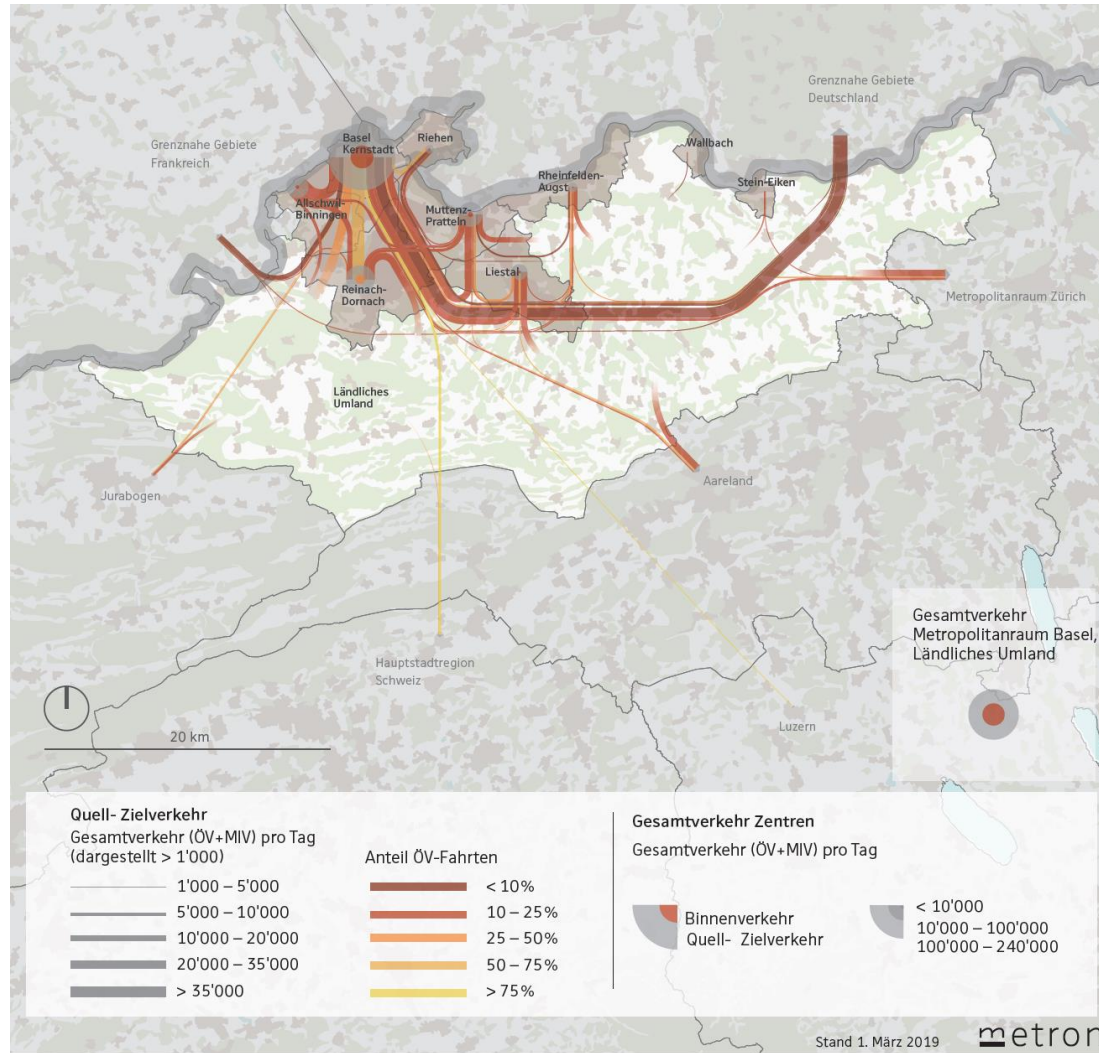 Grenznahe Gebiete
Deutschland
Grenznahe Gebiete
Frankreich
Basel
Kernstadt
Riehen
Wallbach
Rheinfelden-
Augst
Stein-Eiken
Allschwil-
Binningen
Muttenz-
Pratteln
Liestal
Reinach-
Dornach
Metropolitanraum Zürich
Ländliches
Umland
Jurabogen
Aareland
Hauptstadtregion
Schweiz
Luzern
20 km
Gesamtverkehr
Metropolitanraum Basel,
Ländliches Umland
Quell- Zielverkehr
Gesamtverkehr (ÖV+MIV) pro Tag
(dargestellt > 1'000)
1'000 – 5'000
5'000 – 10'000
10'000 – 20'000
20'000 – 35'000
> 35'000
Anteil ÖV-Fahrten
< 10%
10 – 25%
25 – 50%
50 – 75%
> 75%
Gesamtverkehr Zentren
Gesamtverkehr (ÖV+MIV) pro Tag
Binnenverkehr
Quell- Zielverkehr
< 10'000
10'000 – 100'000
100'000 – 240'000
Stand 1. März 2019
metron